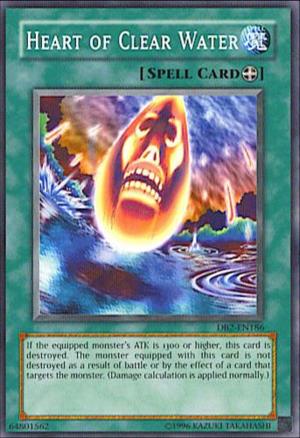 HEART OF CLEAR WATER
SPELL
[SPELL CARD]
DB2-EN186
If the equipped monster's ATK is 1300 or higher, this card is
destroyed. The monster equipped with this card is not
destroyed as a result of battle or by the effect of a card that
targets the monster. (Damage calculation is applied normally.)
64801562
©1996 KAZUKI TAKAHASHI